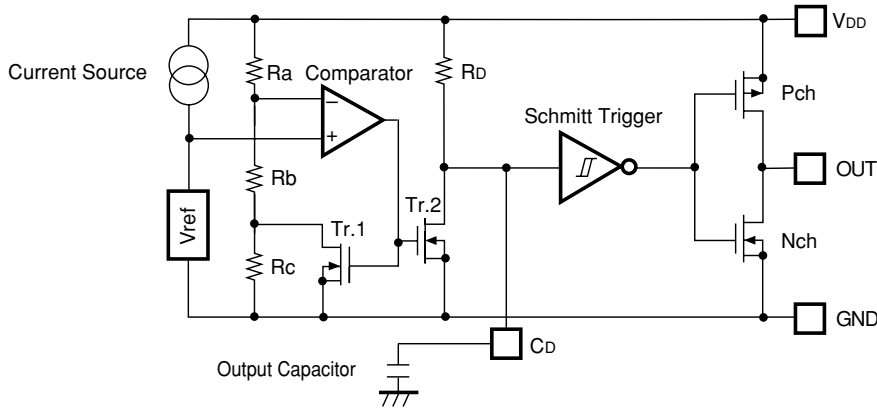 VDD
Current Source
Ra
Comparator
RD
−
+
Schmitt Trigger
Pch
OUT
Rb
Vref
Tr.1
Tr.2
Rc
Nch
GND
CD
Output Capacitor